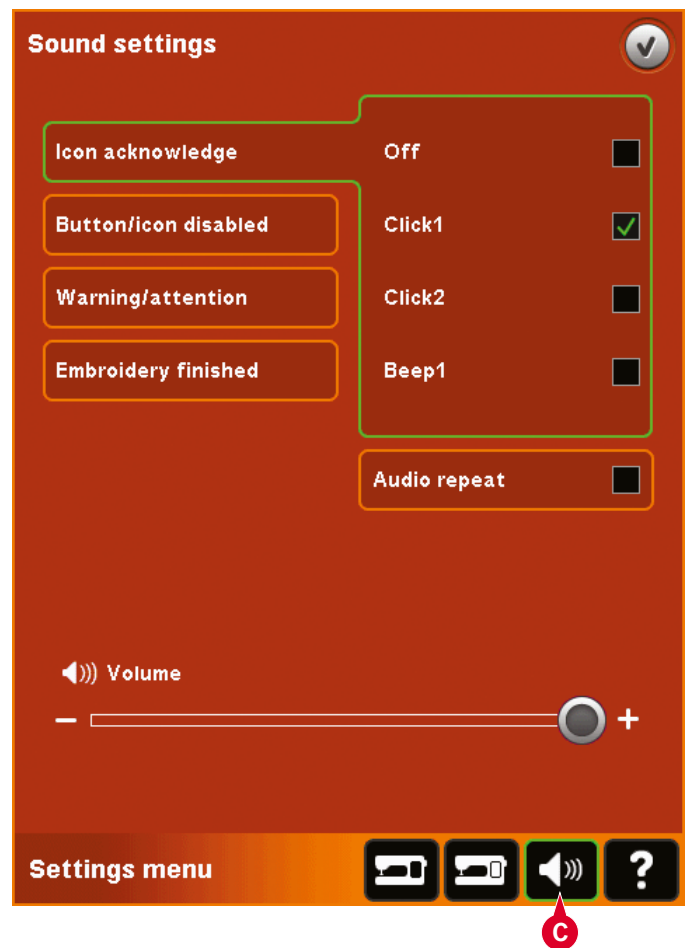 Sound settings
Icon acknowledge
Off
Button/icon disabled
Click1
Warning/attention
Click2
Embroidery finished
Beep1
Audio repeat
Volume
− +
Settings menu
?
C